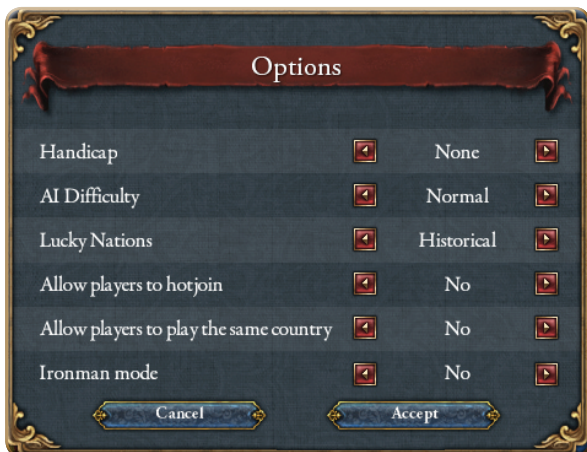 Options
Handicap None
AI Difficulty Normal
Lucky Nations Historical
Allow players to hotjoin No
Allow players to play the same country No
Ironman mode No
Cancel Accept